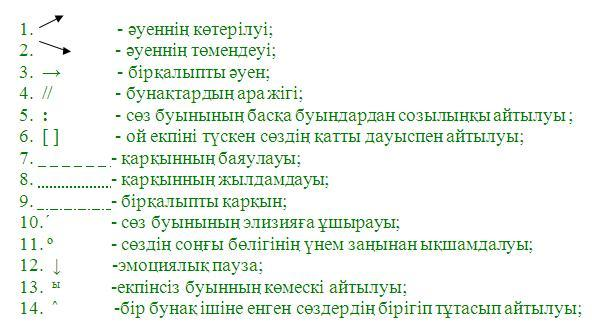 1. - әуеннің көтерілуі;
2. - әуеннің төмендеуі;
3. → - бірқалыпты әуен;
4. // - бунақтардың ара жігі;
5. : - сөз буынының басқа буындардан созылыңқы айтылуы ;
6. [ ] - ой екпіні түскен сөздің қатты дауыспен айтылуы;
7. _ _ _ _ _ _ _ - қарқынның баяулауы;
8. .................... - қарқынның жылдамдауы;
9. _._._._._._._ - бірқалыпты қарқын;
10. ´ - сөз буынының элизияға ұшырауы;
11. º - сөздің соңғы бөлігінің үнем заңынан ықшамдалуы;
12. ↓ -эмоциялық пауза;
13. ы -екпінсіз буынның көмескі айтылуы;
14. ˄ -бір бунақ ішіне енген сөздердің бірігіп тұтасып айтылуы;